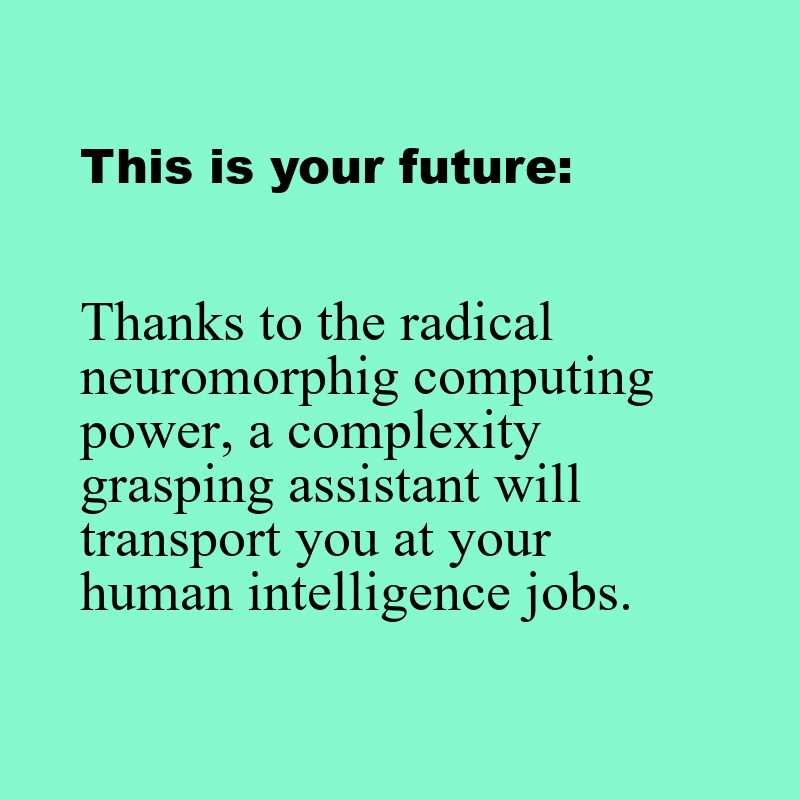 This is your future:
Thanks to the radical
neuromorphig computing
power, a complexity
grasping assistant will
transport you at your
human intelligence jobs.